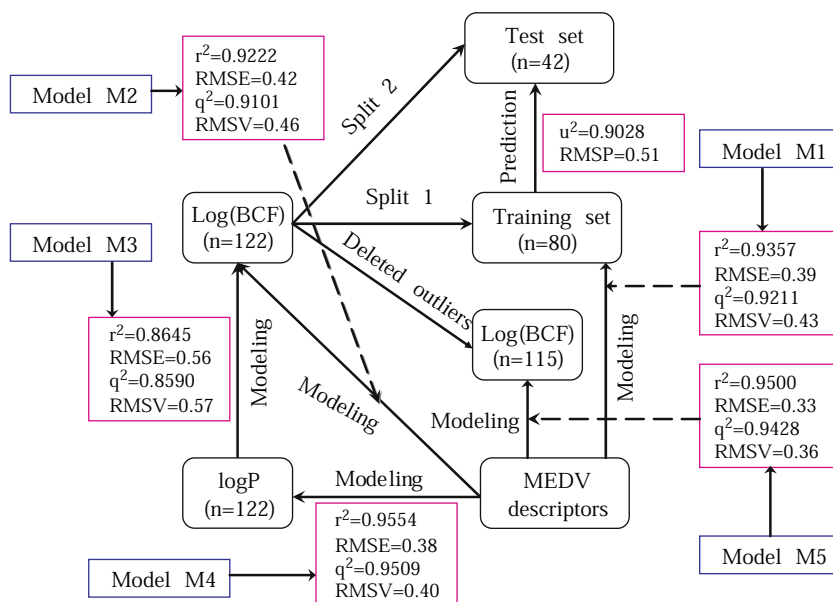 Test set
(n=42)
r²=0.9222
RMSE=0.42
q²=0.9101
RMSV=0.46
Model M2
Split 2
Prediction
u²=0.9028
RMSP=0.51
Model M1
Log(BCF)
(n=122)
Split 1
Training set
(n=80)
Model M3
Deleted outliers
r²=0.9357
RMSE=0.39
q²=0.9211
RMSV=0.43
r²=0.8645
RMSE=0.56
q²=0.8590
RMSV=0.57
Modeling
Log(BCF)
(n=115)
Modeling
Modeling
Modeling
r²=0.9500
RMSE=0.33
q²=0.9428
RMSV=0.36
logP
(n=122)
Modeling
MEDV
descriptors
r²=0.9554
RMSE=0.38
q²=0.9509
RMSV=0.40
Model M4
Model M5